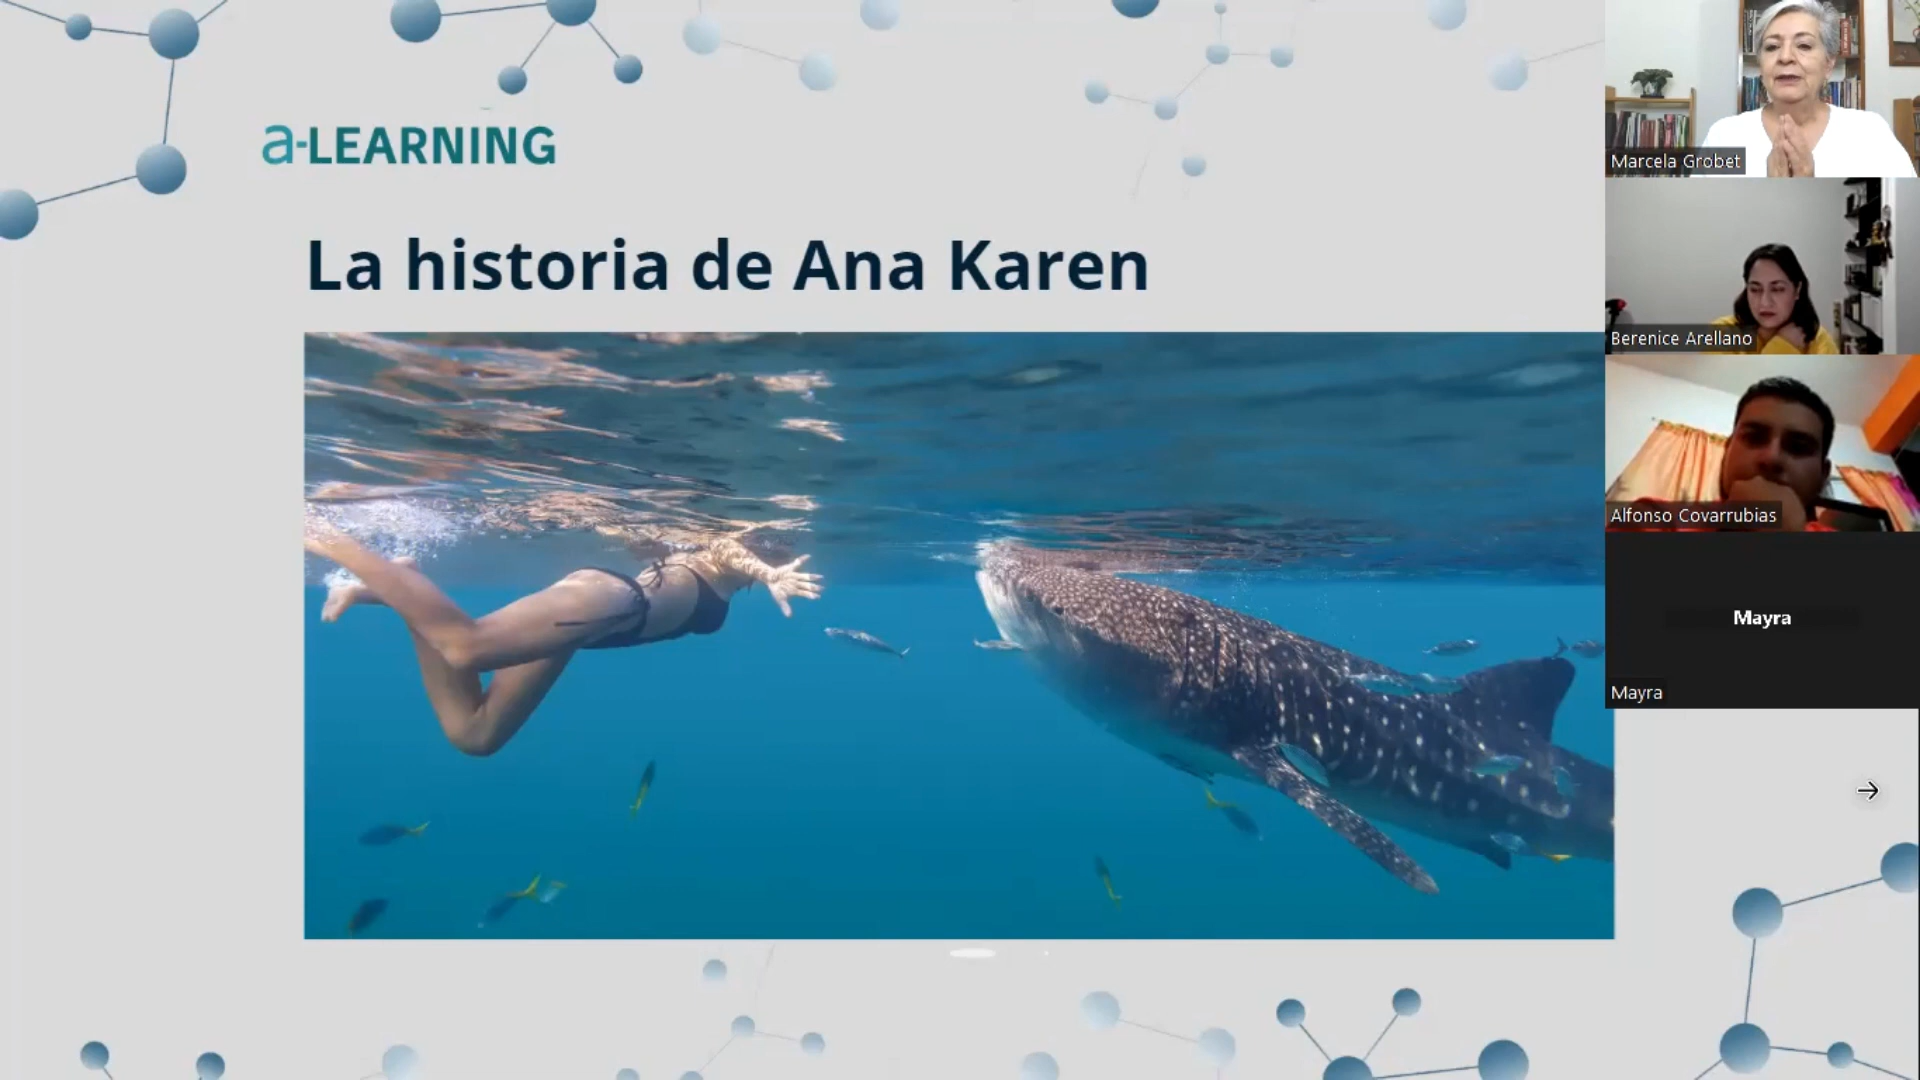 a-LEARNING
La historia de Ana Karen
Marcela Grobet
Berenice Arellano
Alfonso Covarrubias
Mayra
Mayra